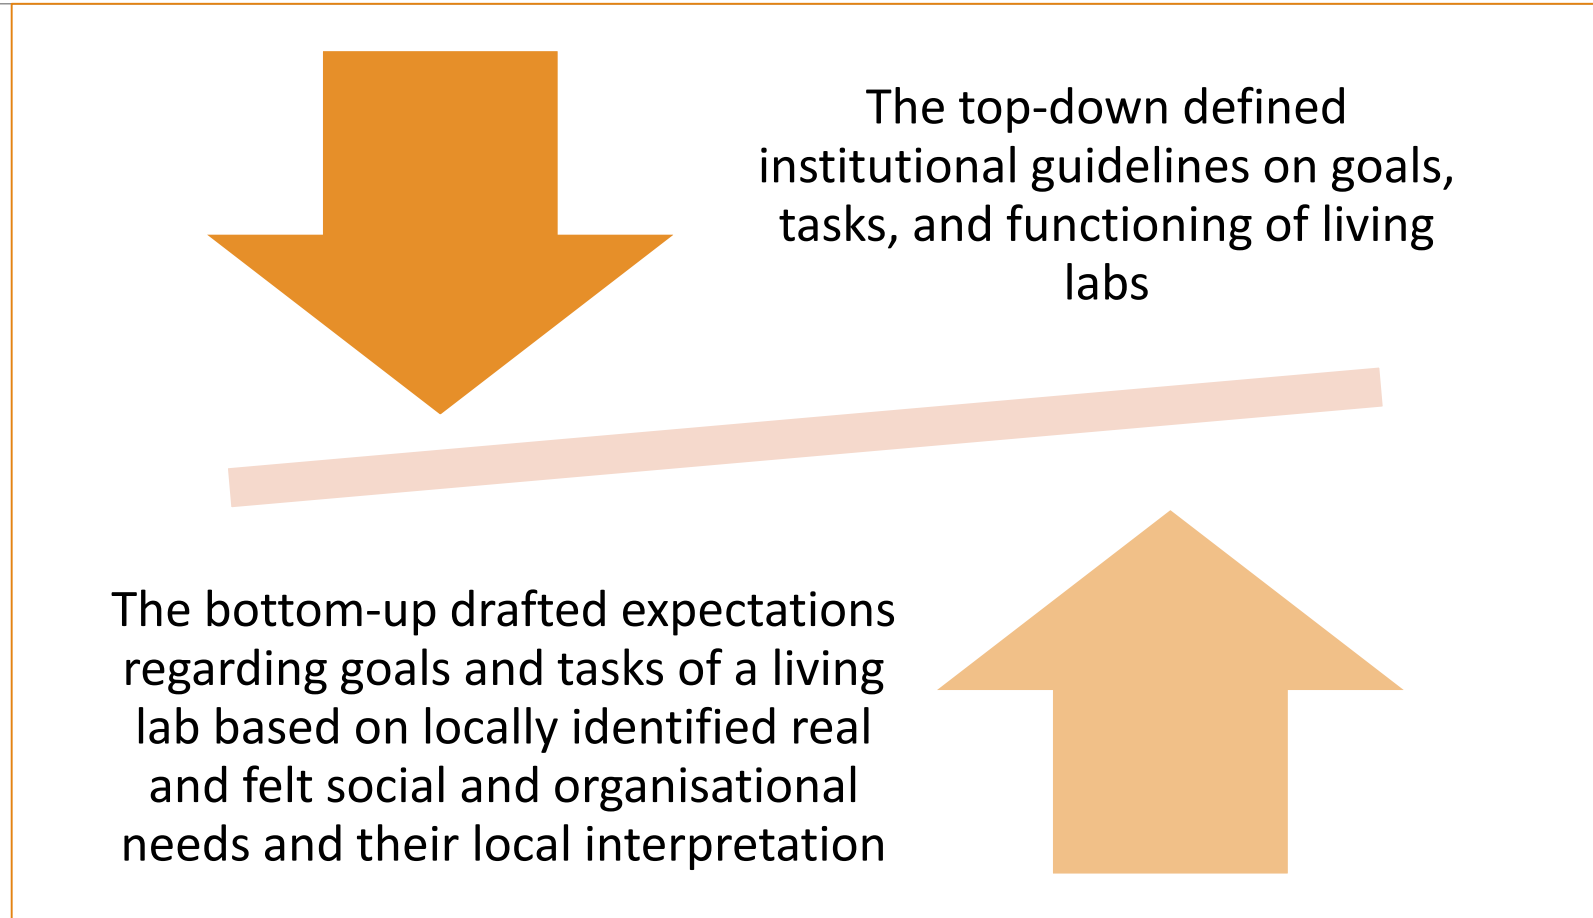 The top-down defined
institutional guidelines on goals,
tasks, and functioning of living
labs
The bottom-up drafted expectations
regarding goals and tasks of a living
lab based on locally identified real
and felt social and organisational
needs and their local interpretation